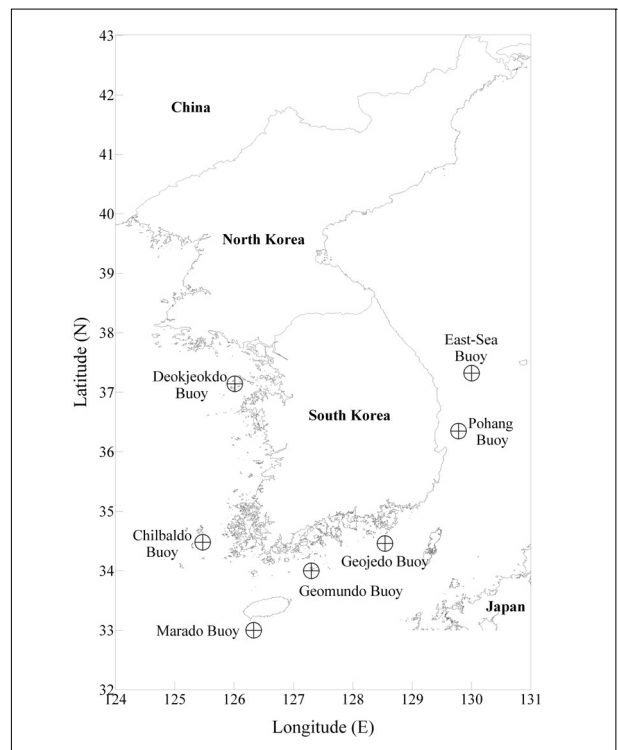 43
42
China
41
40
North Korea
39
38
East-Sea
Buoy
Deokjeokdo
Buoy
37
Latitude (N)
South Korea
Pohang
Buoy
36
35
Chilbaldo
Buoy
Geojedo Buoy
34
Geomundo Buoy
Japan
Marado Buoy
33
32
124 125 126 127 128 129 130 131
Longitude (E)